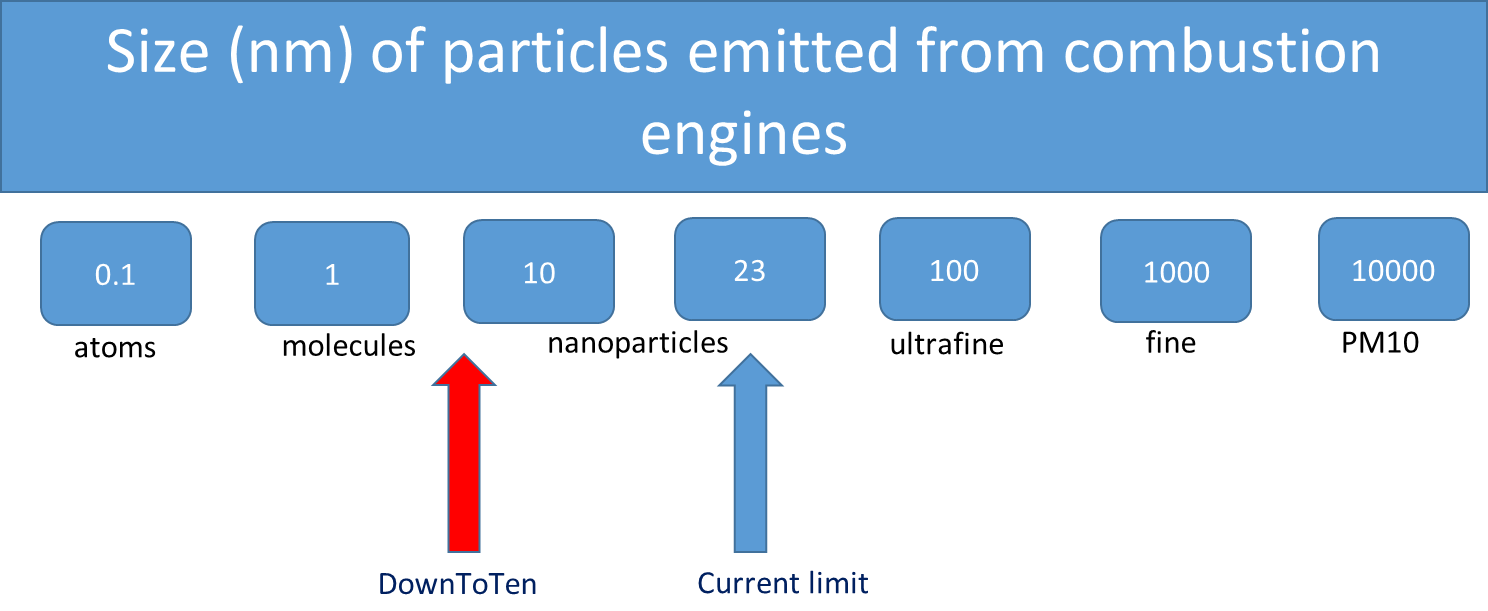 Size (nm) of particles emitted from combustion
engines
0.1 1 10 23 100 1000 10000
atoms molecules nanoparticles ultrafine fine PM10
DownToTen Current limit